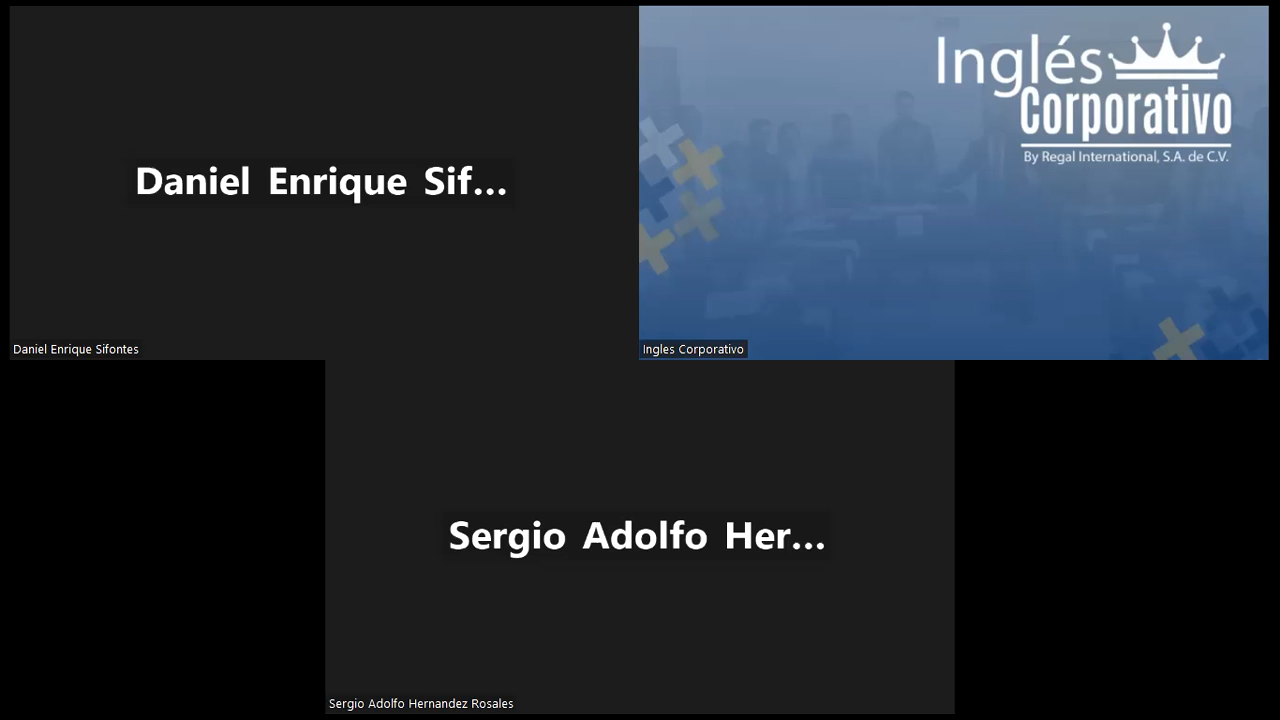 Daniel Enrique Sif...
Daniel Enrique Sifontes
Inglés
Corporativo
By Regal International, S.A. de C.V.
Ingles Corporativo
Sergio Adolfo Her...
Sergio Adolfo Hernandez Rosales